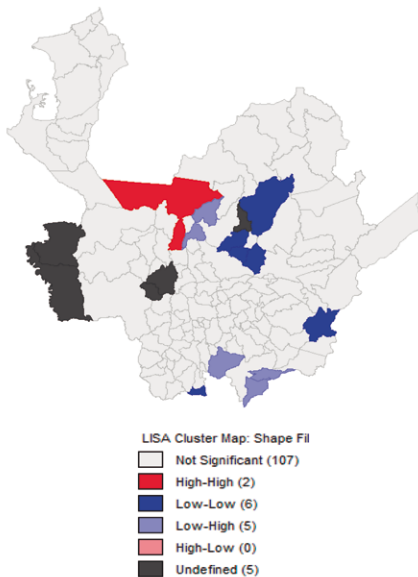 LISA Cluster Map: Shape Fil
Not Significant (107)
High-High (2)
Low-Low (6)
Low-High (5)
High-Low (0)
Undefined (5)